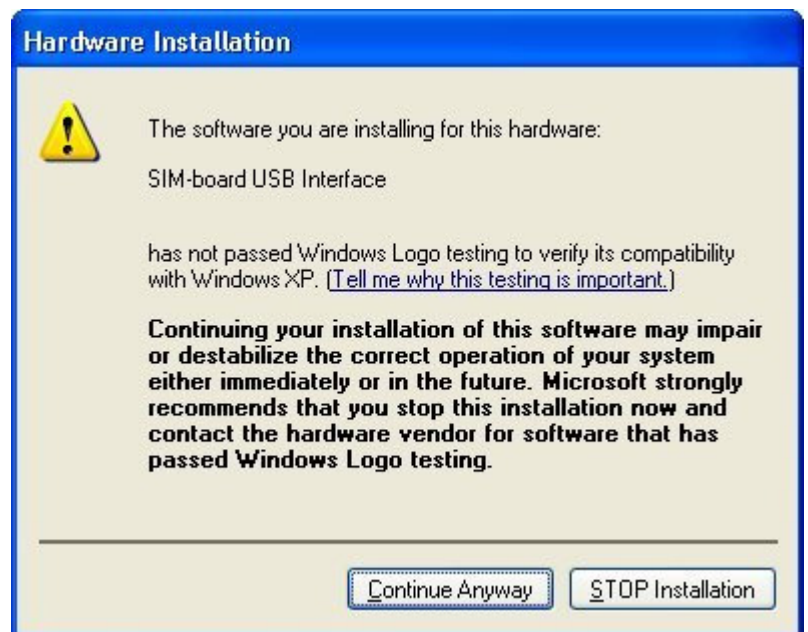 Hardware Installation
The software you are installing for this hardware:
SIM-board USB Interface
has not passed Windows Logo testing to verify its compatibility
with Windows XP. (Tell me why this testing is important.)
Continuing your installation of this software may impair
or destabilize the correct operation of your system
either immediately or in the future. Microsoft strongly
recommends that you stop this installation now and
contact the hardware vendor for software that has
passed Windows Logo testing.
Continue Anyway STOP Installation